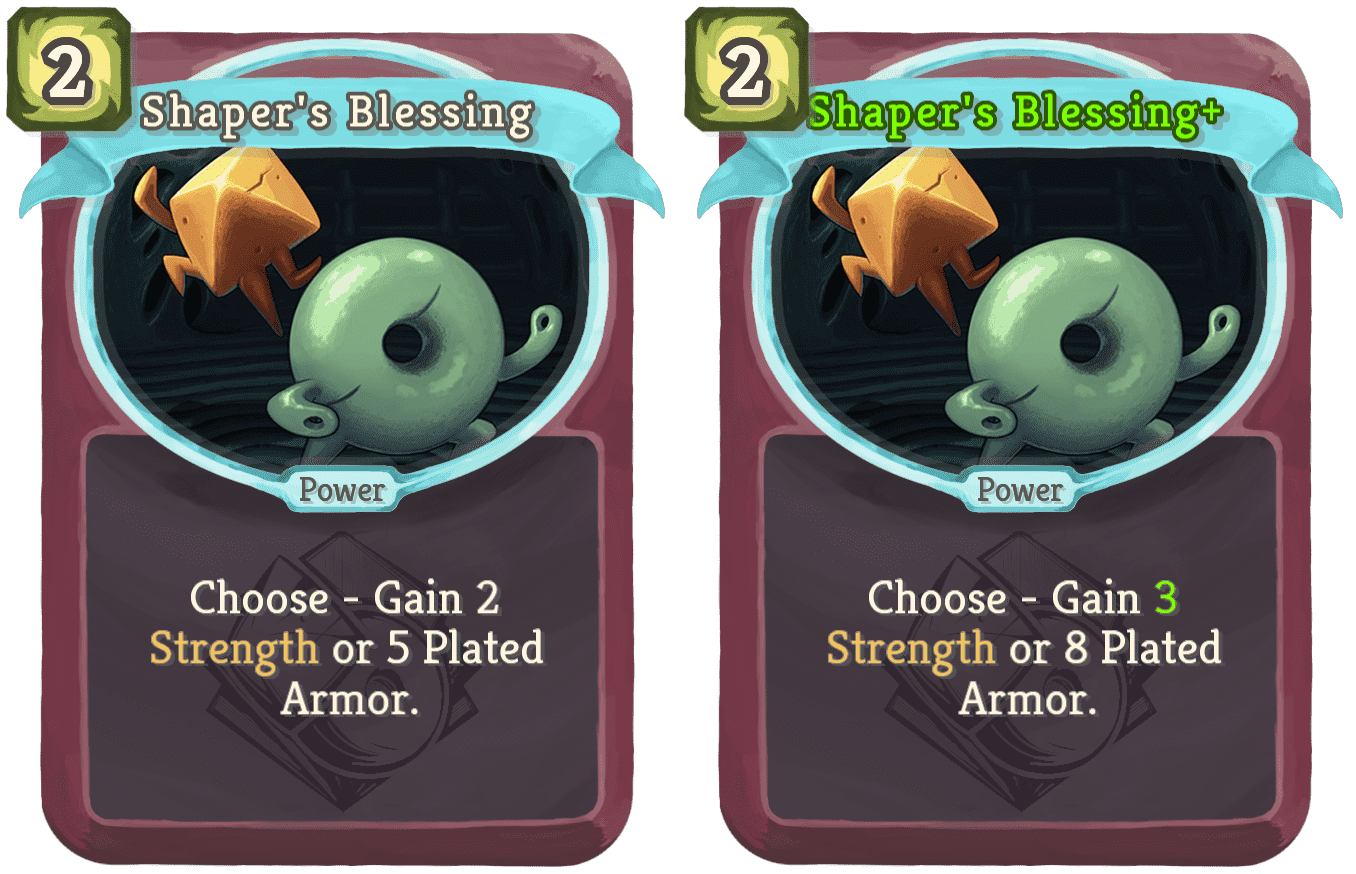 2
Shaper's Blessing
Power
Choose - Gain 2
Strength or 5 Plated
Armor.
2
Shaper's Blessing+
Power
Choose - Gain 3
Strength or 8 Plated
Armor.